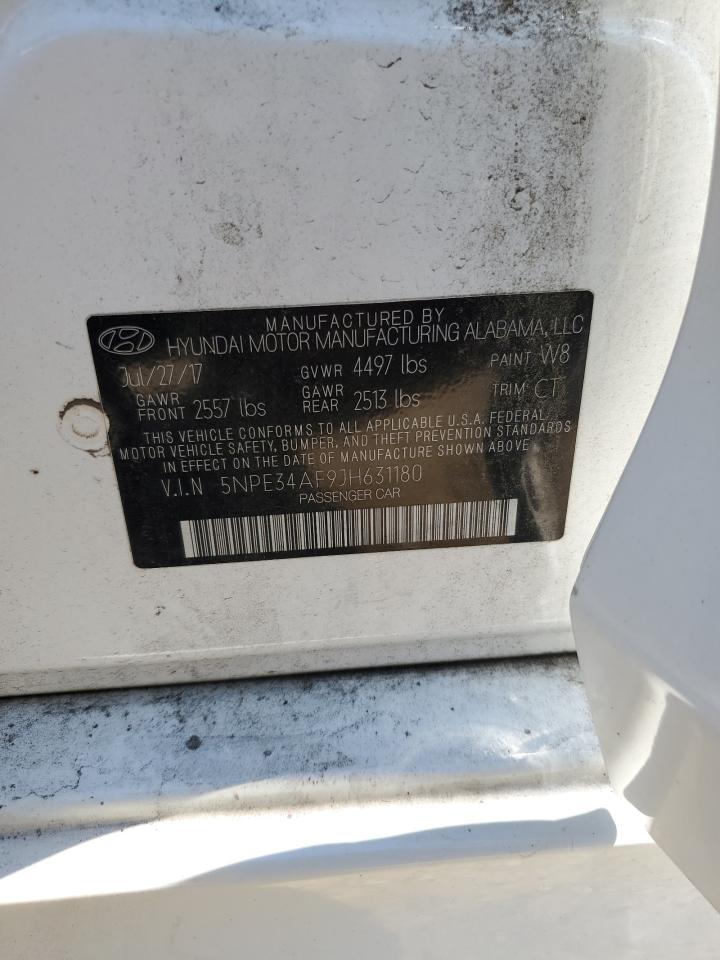 MANUFACTURED BY
HYUNDAI MOTOR MANUFACTURING ALABAMA, LLC
Jul/27/17 GVWR 4497 lbs PAINT W8
GAWR FRONT 2557 lbs GAWR REAR 2513 lbs TRIM CT
THIS VEHICLE CONFORMS TO ALL APPLICABLE U.S.A. FEDERAL
MOTOR VEHICLE SAFETY, BUMPER, AND THEFT PREVENTION STANDARDS
IN EFFECT ON THE DATE OF MANUFACTURE SHOWN ABOVE
V.I.N 5NPE34AF9JH631180
PASSENGER CAR